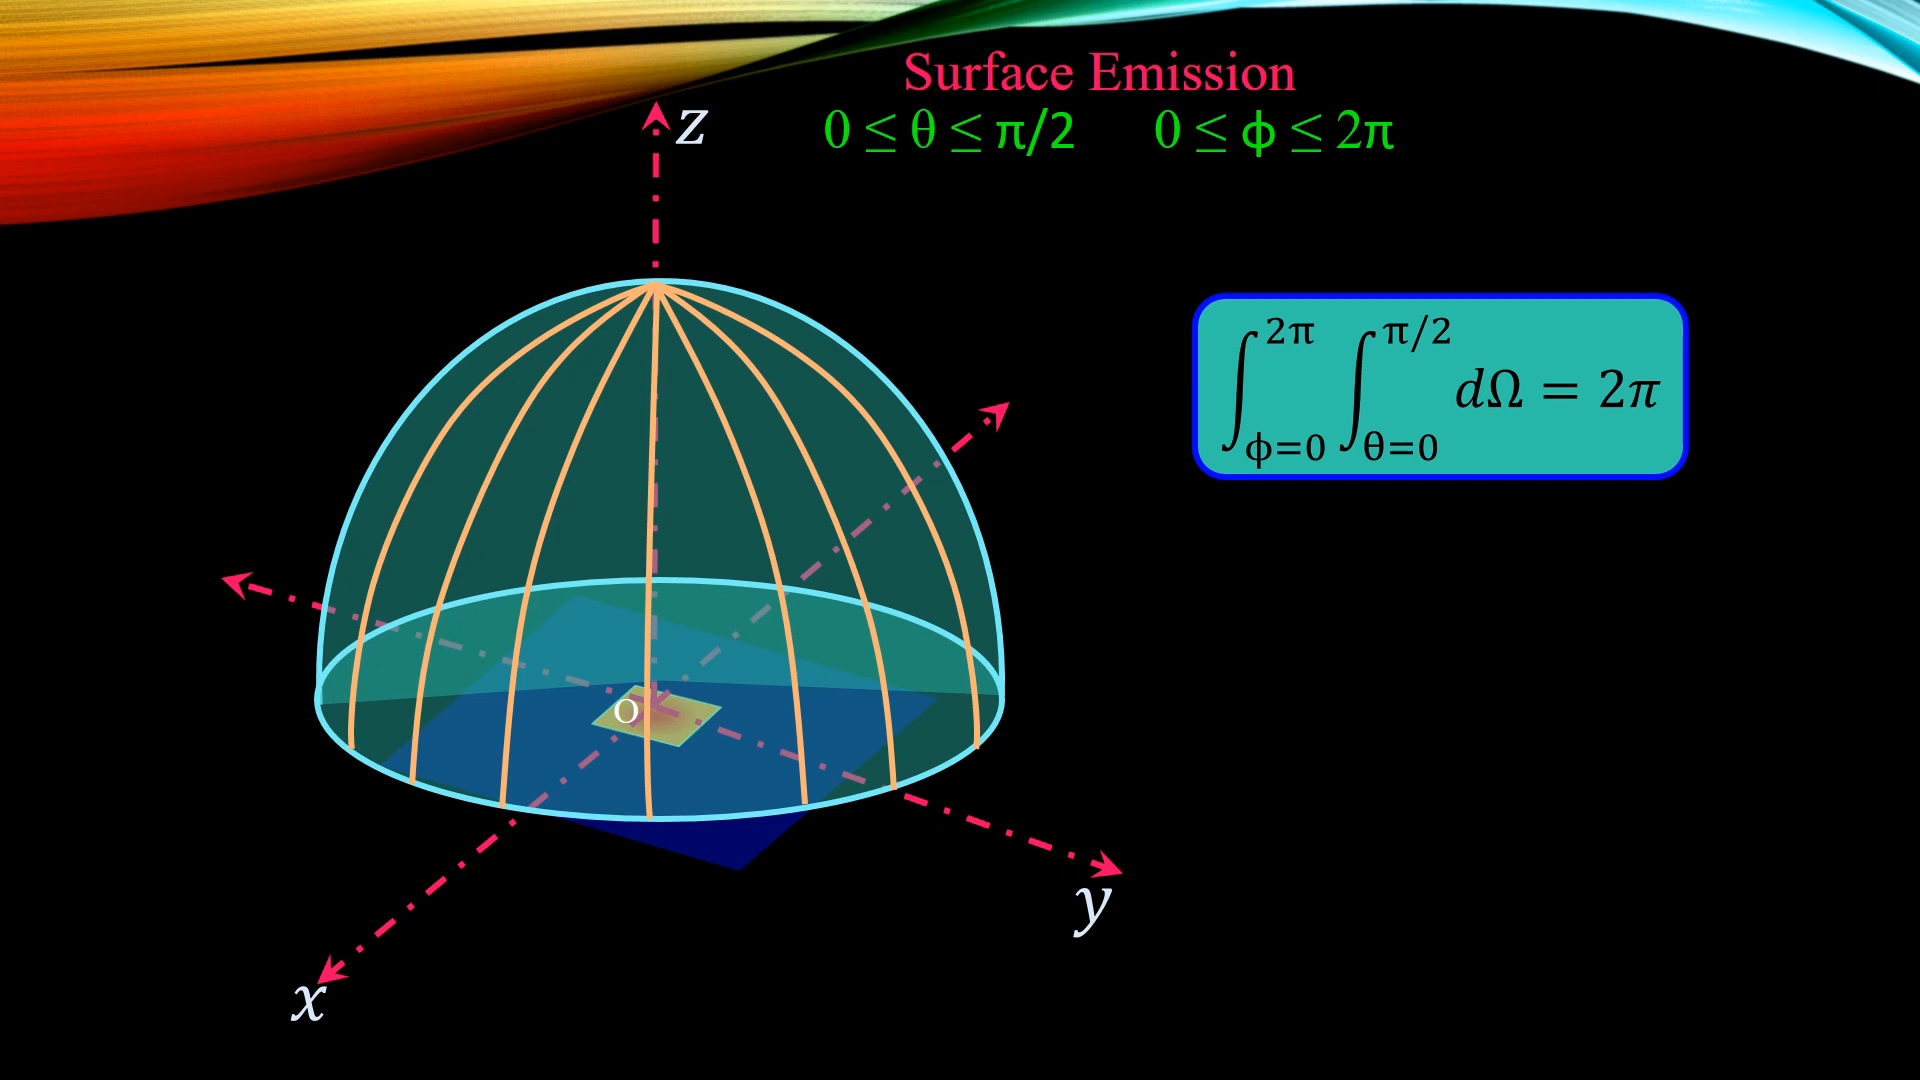 Surface Emission
0 ≤ θ ≤ π/2 0 ≤ ϕ ≤ 2π
z
∫_{ϕ=0}^{2π} ∫_{θ=0}^{π/2} dΩ = 2π
O
y
x